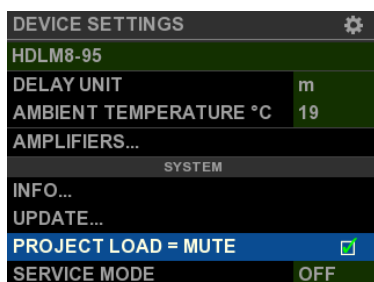 DEVICE SETTINGS
HDLM8-95
DELAY UNIT m
AMBIENT TEMPERATURE °C 19
AMPLIFIERS...
SYSTEM
INFO...
UPDATE...
PROJECT LOAD = MUTE
SERVICE MODE OFF